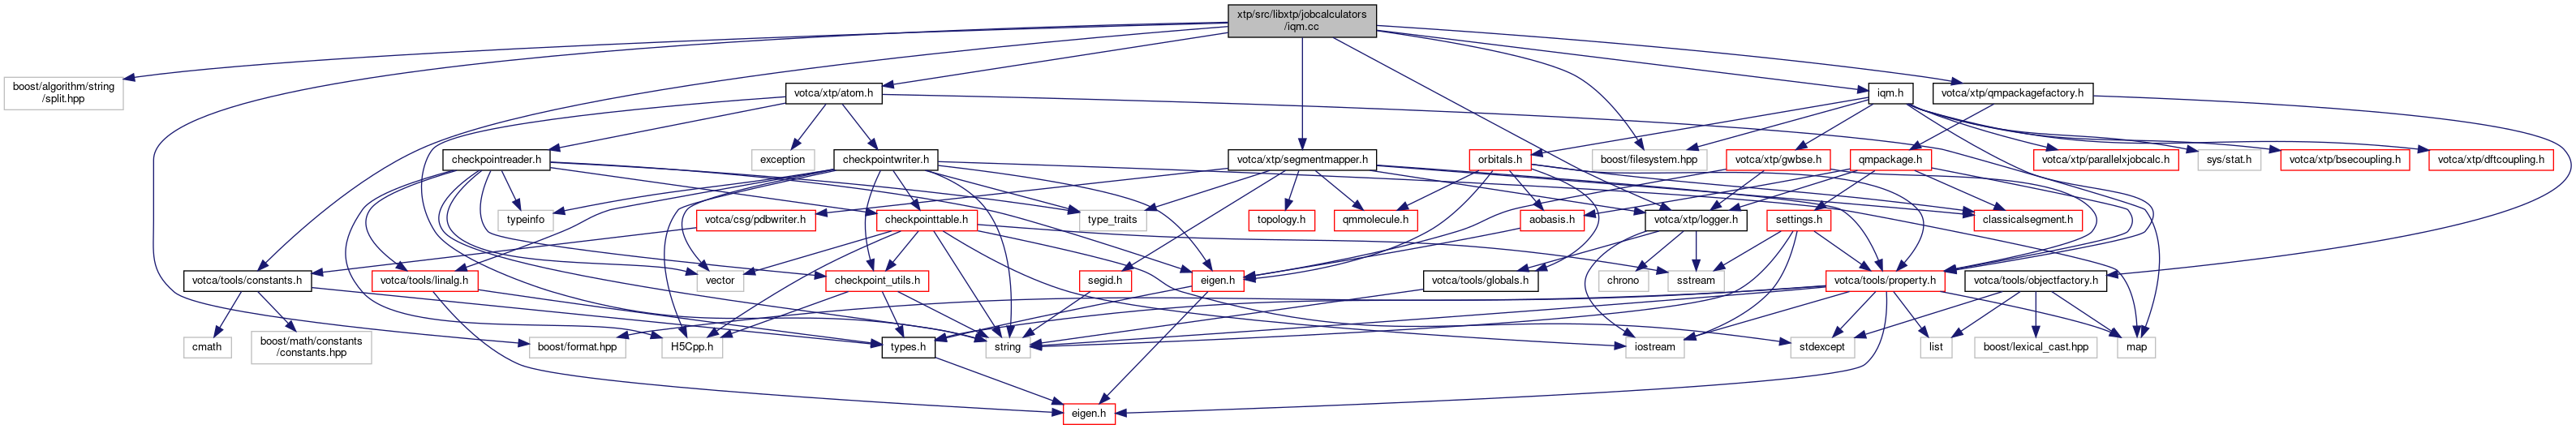 xtp/src/libxtp/jobcalculators
/iqm.cc
boost/algorithm/string
/split.hpp
votca/xtp/atom.h
iqm.h
votca/xtp/qmpackagefactory.h
checkpointreader.h
exception
checkpointwriter.h
votca/xtp/segmentmapper.h
orbitals.h
boost/filesystem.hpp
votca/xtp/gwbse.h
qmpackage.h
votca/xtp/parallelxjobcalc.h
sys/stat.h
votca/xtp/bsecoupling.h
votca/xtp/dftcoupling.h
typeinfo
votca/csg/pdbwriter.h
checkpointtable.h
type_traits
topology.h
qmmolecule.h
aobasis.h
votca/xtp/logger.h
settings.h
classicalsegment.h
votca/tools/constants.h
votca/tools/linalg.h
vector
checkpoint_utils.h
segid.h
eigen.h
votca/tools/globals.h
chrono
sstream
votca/tools/property.h
votca/tools/objectfactory.h
cmath
boost/math/constants
/constants.hpp
boost/format.hpp
H5Cpp.h
types.h
string
iostream
stdexcept
list
boost/lexical_cast.hpp
map
eigen.h